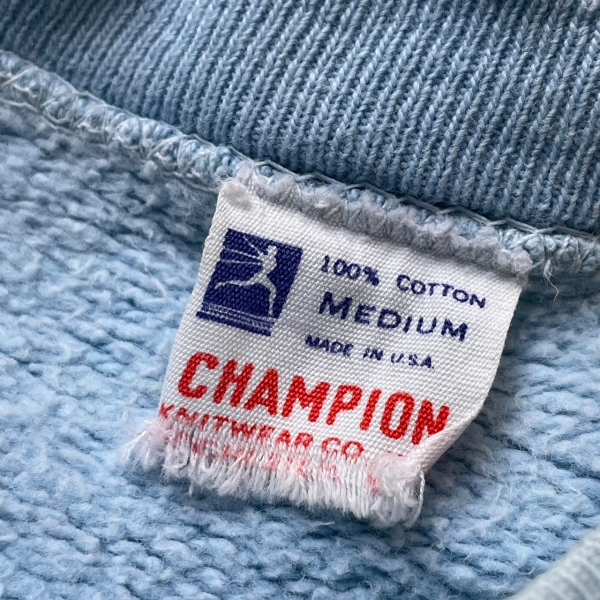 100% COTTON
MEDIUM
MADE IN U.S.A.
CHAMPION
KNITWEAR CO